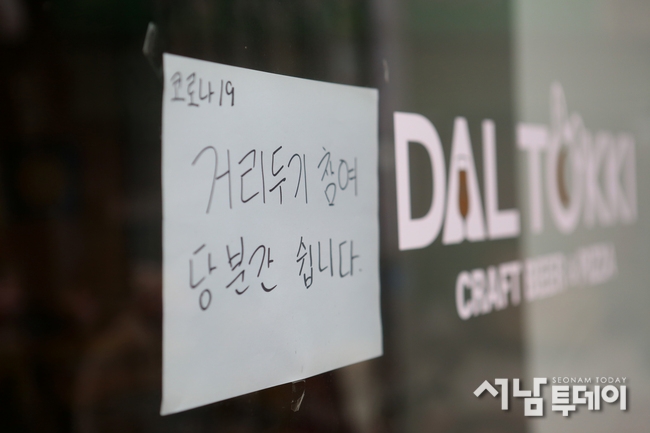 코로나19
거리두기 참여
당분간 쉽니다.
DAL TOKKI
CRAFT BEER & PIZZA
SEONAM TODAY
서남투데이